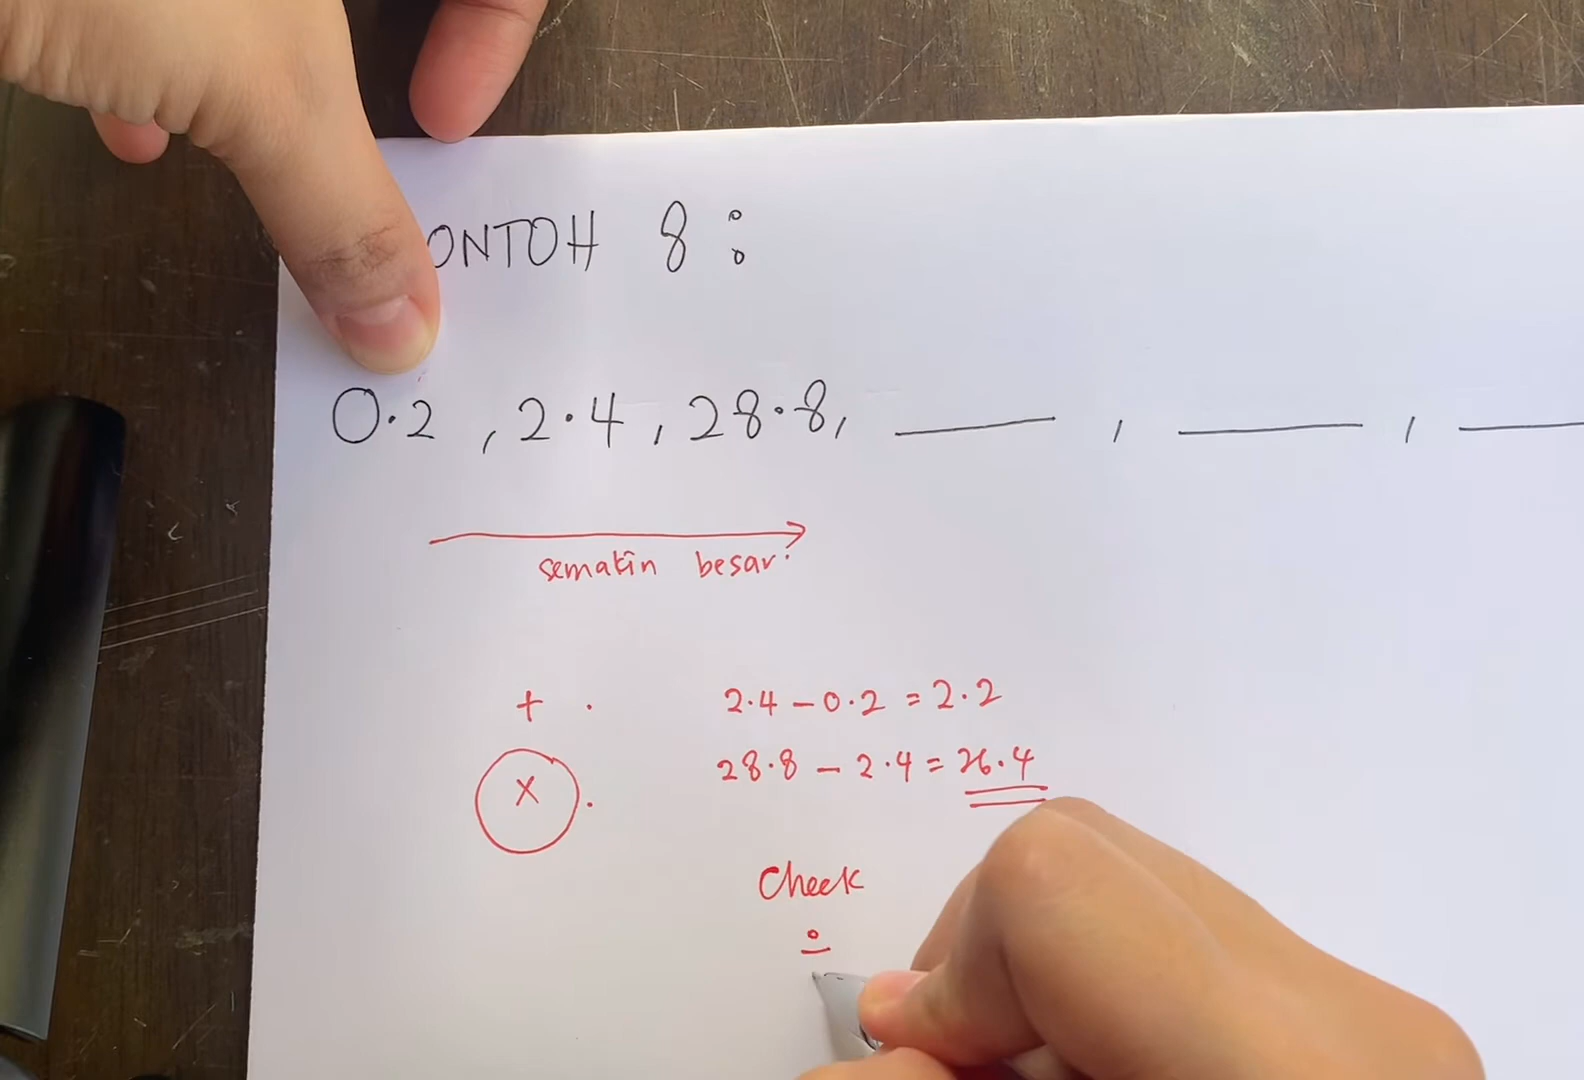 ONTOH 8 :
0.2 , 2.4 , 28.8, ____ , ____ , ____
semakin besar.
+ . 2.4 - 0.2 = 2.2
x . 28.8 - 2.4 = 26.4
Check
÷